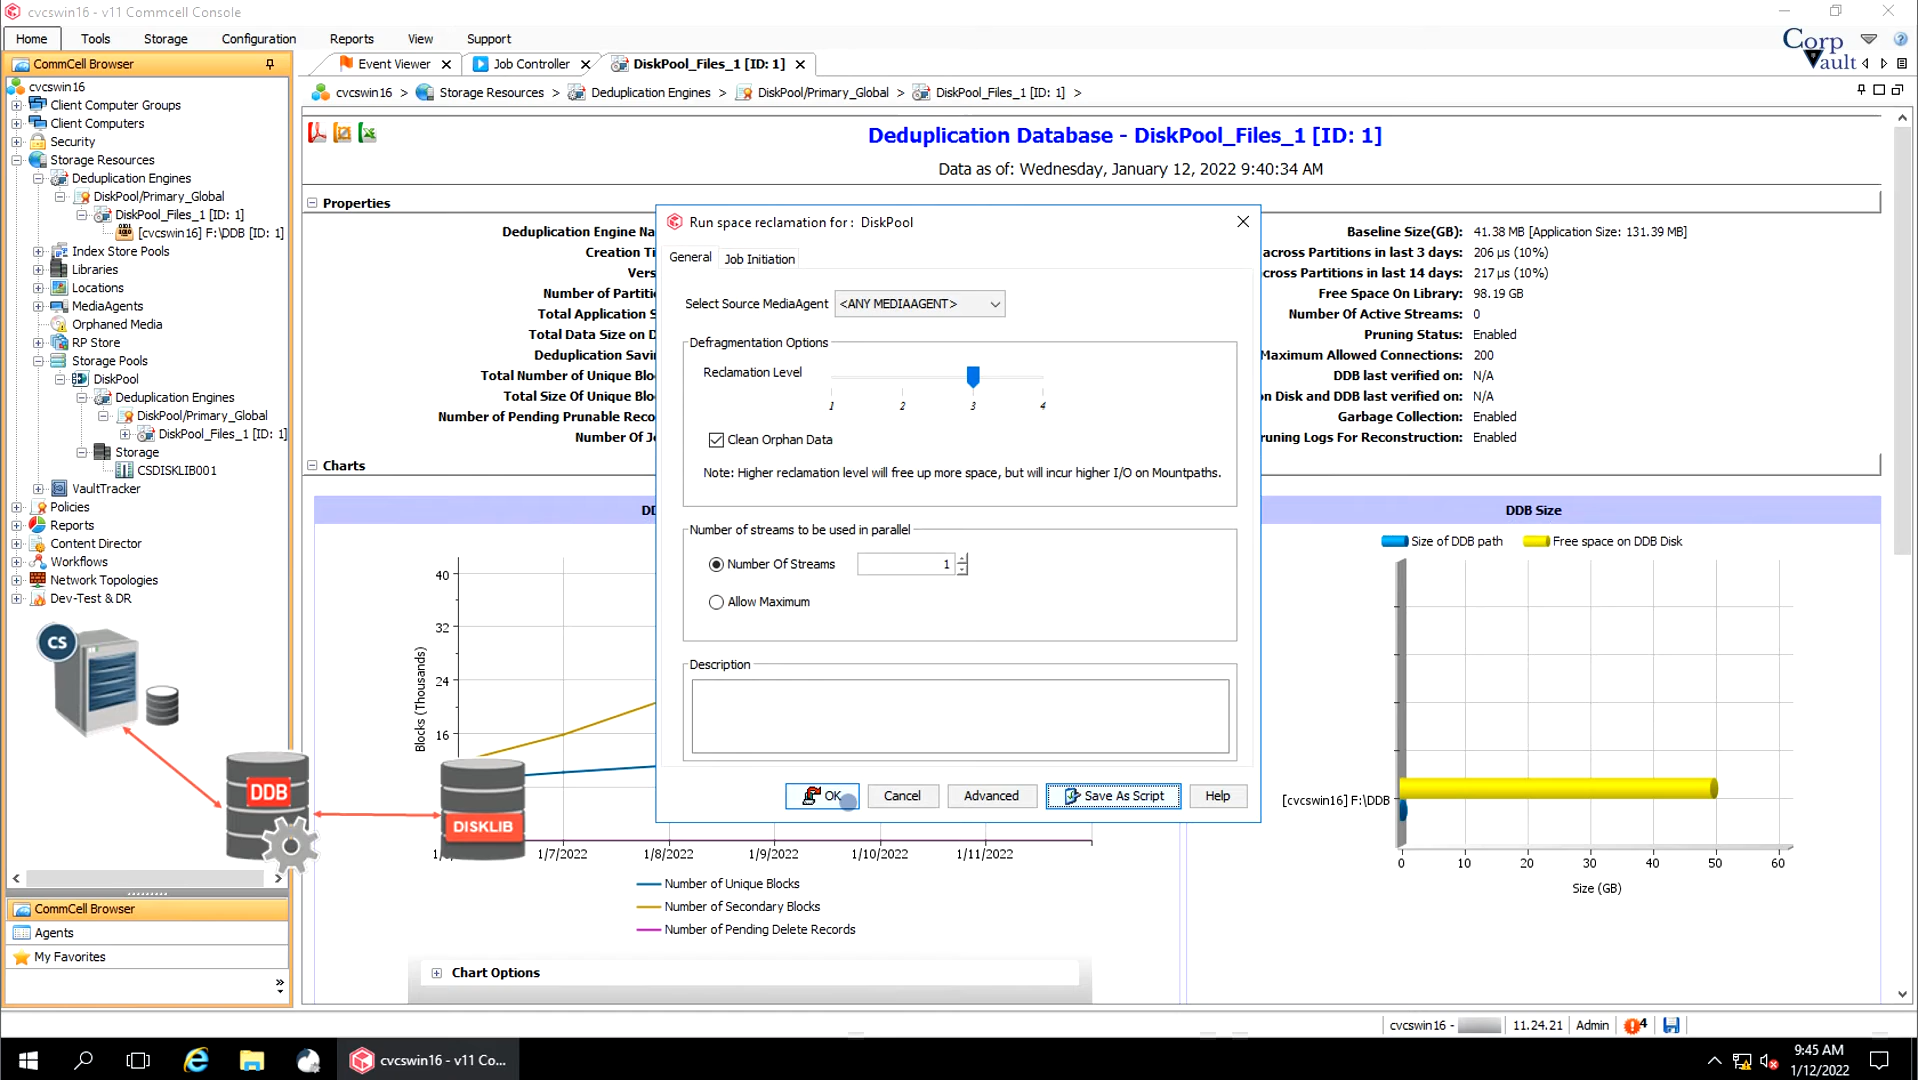 cvcswin16 - v11 Commcell Console
Home Tools Storage Configuration Reports View Support
Corp Vault
CommCell Browser
Event Viewer Job Controller DiskPool_Files_1 [ID: 1]
cvcswin16 > Storage Resources > Deduplication Engines > DiskPool/Primary_Global > DiskPool_Files_1 [ID: 1] >
cvcswin16
Client Computer Groups
Client Computers
Security
Storage Resources
Deduplication Engines
DiskPool/Primary_Global
DiskPool_Files_1 [ID: 1]
[cvcswin16] F:\DDB [ID: 1]
Index Store Pools
Libraries
Locations
MediaAgents
Orphaned Media
RP Store
Storage Pools
DiskPool
Deduplication Engines
DiskPool/Primary_Global
DiskPool_Files_1 [ID: 1]
Storage
CSDISKLIB001
VaultTracker
Policies
Reports
Content Director
Workflows
Network Topologies
Dev-Test & DR
CS
DDB
DISKLIB
CommCell Browser
Agents
My Favorites
Deduplication Database - DiskPool_Files_1 [ID: 1]
Data as of: Wednesday, January 12, 2022 9:40:34 AM
Properties
Deduplication Engine Na
Creation Ti
Vers
Number of Partiti
Total Application S
Total Data Size on D
Deduplication Savi
Total Number of Unique Blo
Total Size Of Unique Blo
Number of Pending Prunable Reco
Number Of Jo
Baseline Size(GB): 41.38 MB [Application Size: 131.39 MB]
across Partitions in last 3 days: 206 µs (10%)
cross Partitions in last 14 days: 217 µs (10%)
Free Space On Library: 98.19 GB
Number Of Active Streams: 0
Pruning Status: Enabled
Maximum Allowed Connections: 200
DDB last verified on: N/A
on Disk and DDB last verified on: N/A
Garbage Collection: Enabled
runing Logs For Reconstruction: Enabled
Charts
Run space reclamation for : DiskPool
General Job Initiation
Select Source MediaAgent <ANY MEDIAAGENT>
Defragmentation Options
Reclamation Level
1 2 3 4
Clean Orphan Data
Note: Higher reclamation level will free up more space, but will incur higher I/O on Mountpaths.
Number of streams to be used in parallel
Number Of Streams 1
Allow Maximum
Description
OK Cancel Advanced Save As Script Help
DD
40
32
24
16
Blocks (Thousands)
1/ 1/7/2022 1/8/2022 1/9/2022 1/10/2022 1/11/2022
Number of Unique Blocks
Number of Secondary Blocks
Number of Pending Delete Records
Chart Options
DDB Size
Size of DDB path Free space on DDB Disk
[cvcswin16] F:\DDB
0 10 20 30 40 50 60
Size (GB)
cvcswin16 - 11.24.21 Admin 4
cvcswin16 - v11 Co...
9:45 AM
1/12/2022